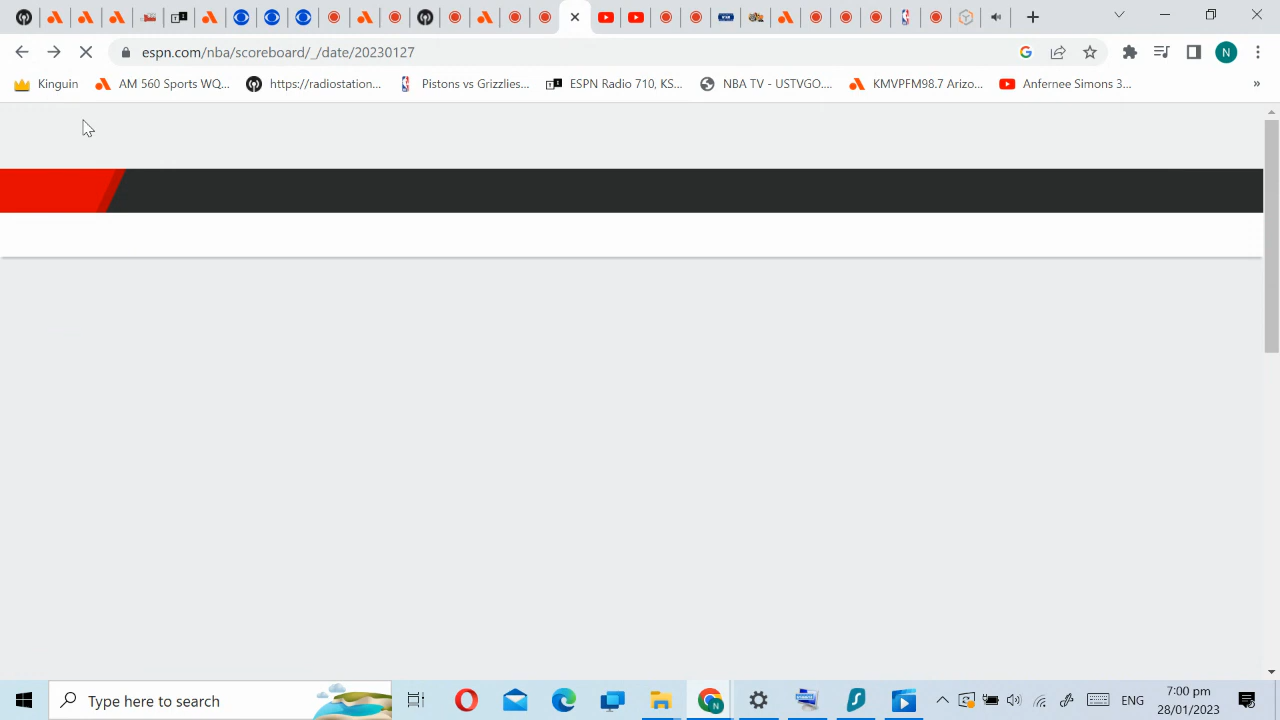 espn.com/nba/scoreboard/_/date/20230127
N
Kinguin
AM 560 Sports WQ...
https://radiostation...
Pistons vs Grizzlies...
ESPN Radio 710, KS...
NBA TV - USTVGO....
KMVPFM98.7 Arizo...
Anfernee Simons 3...
»
Type here to search
ENG
7:00 pm
28/01/2023